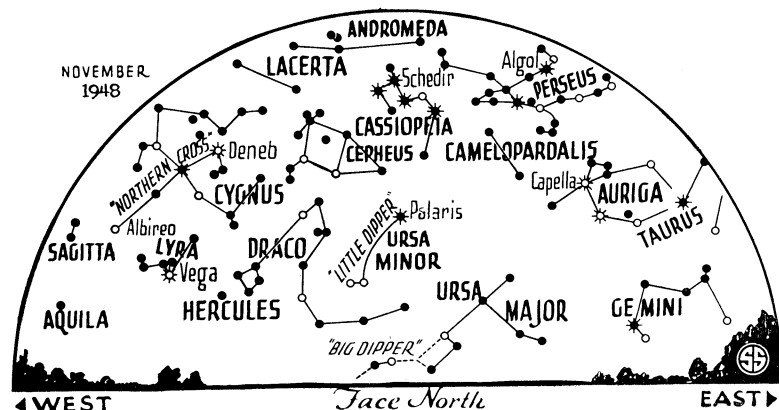 ANDROMEDA
LACERTA
NOVEMBER
1948
Schedir
Algol
PERSEUS
CASSIOPEIA
CEPHEUS
CAMELOPARDALIS
Deneb
"NORTHERN CROSS"
CYGNUS
Capella
AURIGA
TAURUS
Albireo
SAGITTA
LYRA
Vega
DRACO
"LITTLE DIPPER"
Polaris
URSA
MINOR
HERCULES
AQUILA
URSA MAJOR
GEMINI
"BIG DIPPER"
SS
WEST
Face North
EAST